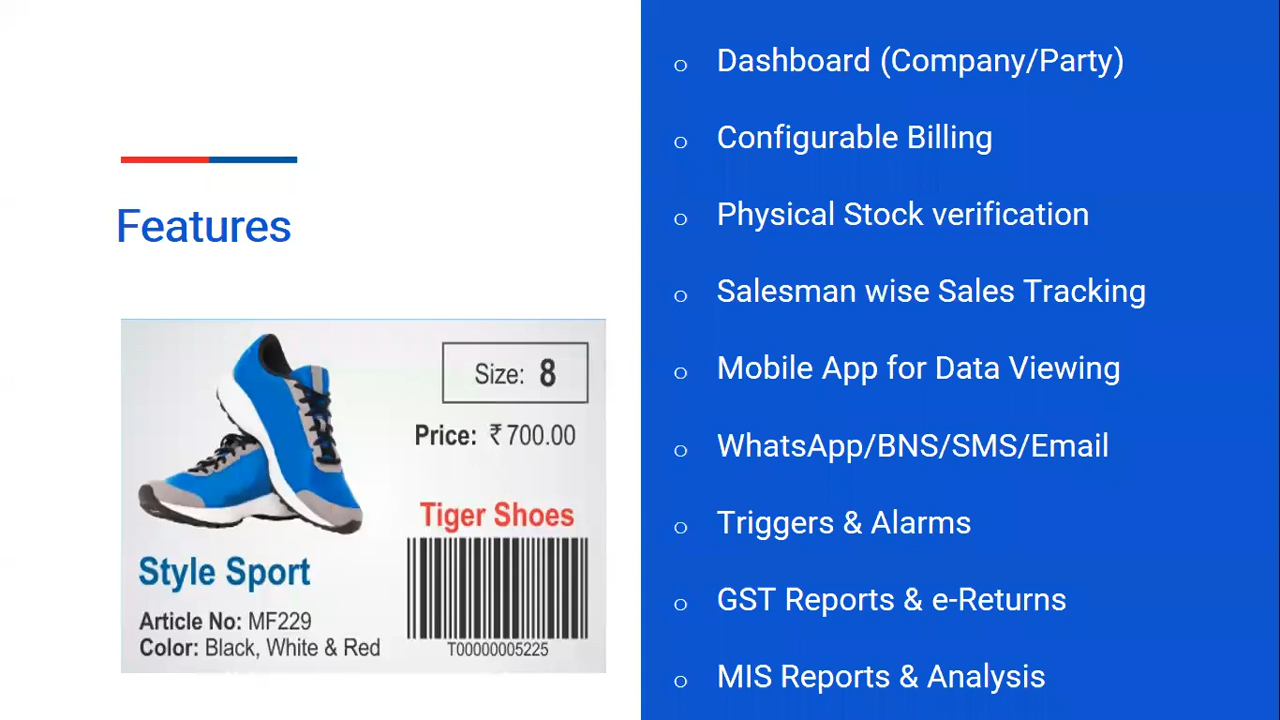 Features
Size: 8
Price: ₹700.00
Tiger Shoes
Style Sport
Article No: MF229
Color: Black, White & Red
T00000005225
Dashboard (Company/Party)
Configurable Billing
Physical Stock verification
Salesman wise Sales Tracking
Mobile App for Data Viewing
WhatsApp/BNS/SMS/Email
Triggers & Alarms
GST Reports & e-Returns
MIS Reports & Analysis